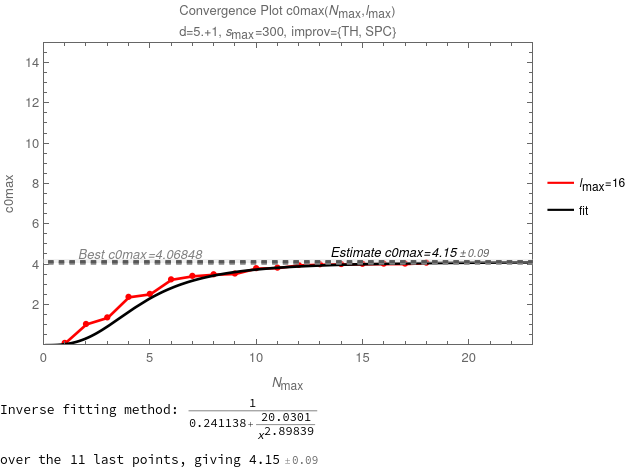 Convergence Plot c0max(Nmax,lmax)
d=5.+1, smax=300, improv={TH, SPC}
14
12
10
8
6
4
2
c0max
Best c0max=4.06848
Estimate c0max=4.15 ±0.09
lmax=16
fit
0 5 10 15 20
Nmax
Inverse fitting method: 1
0.241138+ 20.0301
x2.89839
over the 11 last points, giving 4.15 ±0.09